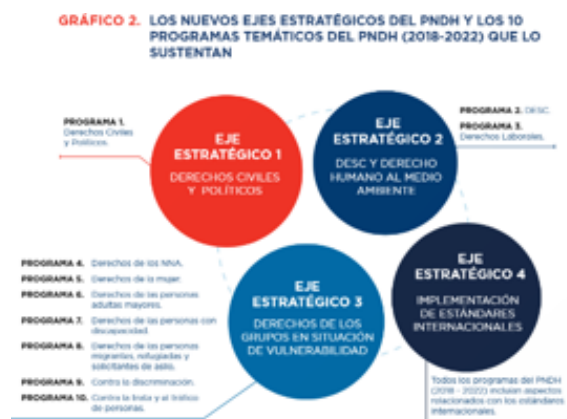 GRÁFICO 2. LOS NUEVOS EJES ESTRATÉGICOS DEL PNDH Y LOS 10
PROGRAMAS TEMÁTICOS DEL PNDH (2018-2022) QUE LO
SUSTENTAN
PROGRAMA 1.
Derechos Civiles
y Políticos.
EJE
ESTRATÉGICO 1
DERECHOS CIVILES
Y POLÍTICOS
EJE
ESTRATÉGICO 2
DESC Y DERECHO
HUMANO AL MEDIO
AMBIENTE
PROGRAMA 2. DESC.
PROGRAMA 3.
Derechos Laborales.
PROGRAMA 4. Derechos de los NNA.
PROGRAMA 5. Derechos de la mujer.
PROGRAMA 6. Derechos de las personas
adultas mayores.
PROGRAMA 7. Derechos de las personas con
discapacidad.
PROGRAMA 8. Derechos de las personas
migrantes, refugiadas y
solicitantes de asilo.
PROGRAMA 9. Contra la discriminación.
PROGRAMA 10. Contra la trata y el tráfico
de personas.
EJE
ESTRATÉGICO 3
DERECHOS DE LOS
GRUPOS EN SITUACIÓN
DE VULNERABILIDAD
EJE
ESTRATÉGICO 4
IMPLEMENTACIÓN
DE ESTÁNDARES
INTERNACIONALES
Todos los programas del PNDH
(2018 - 2022) incluyen aspectos
relacionados con los estándares
internacionales.